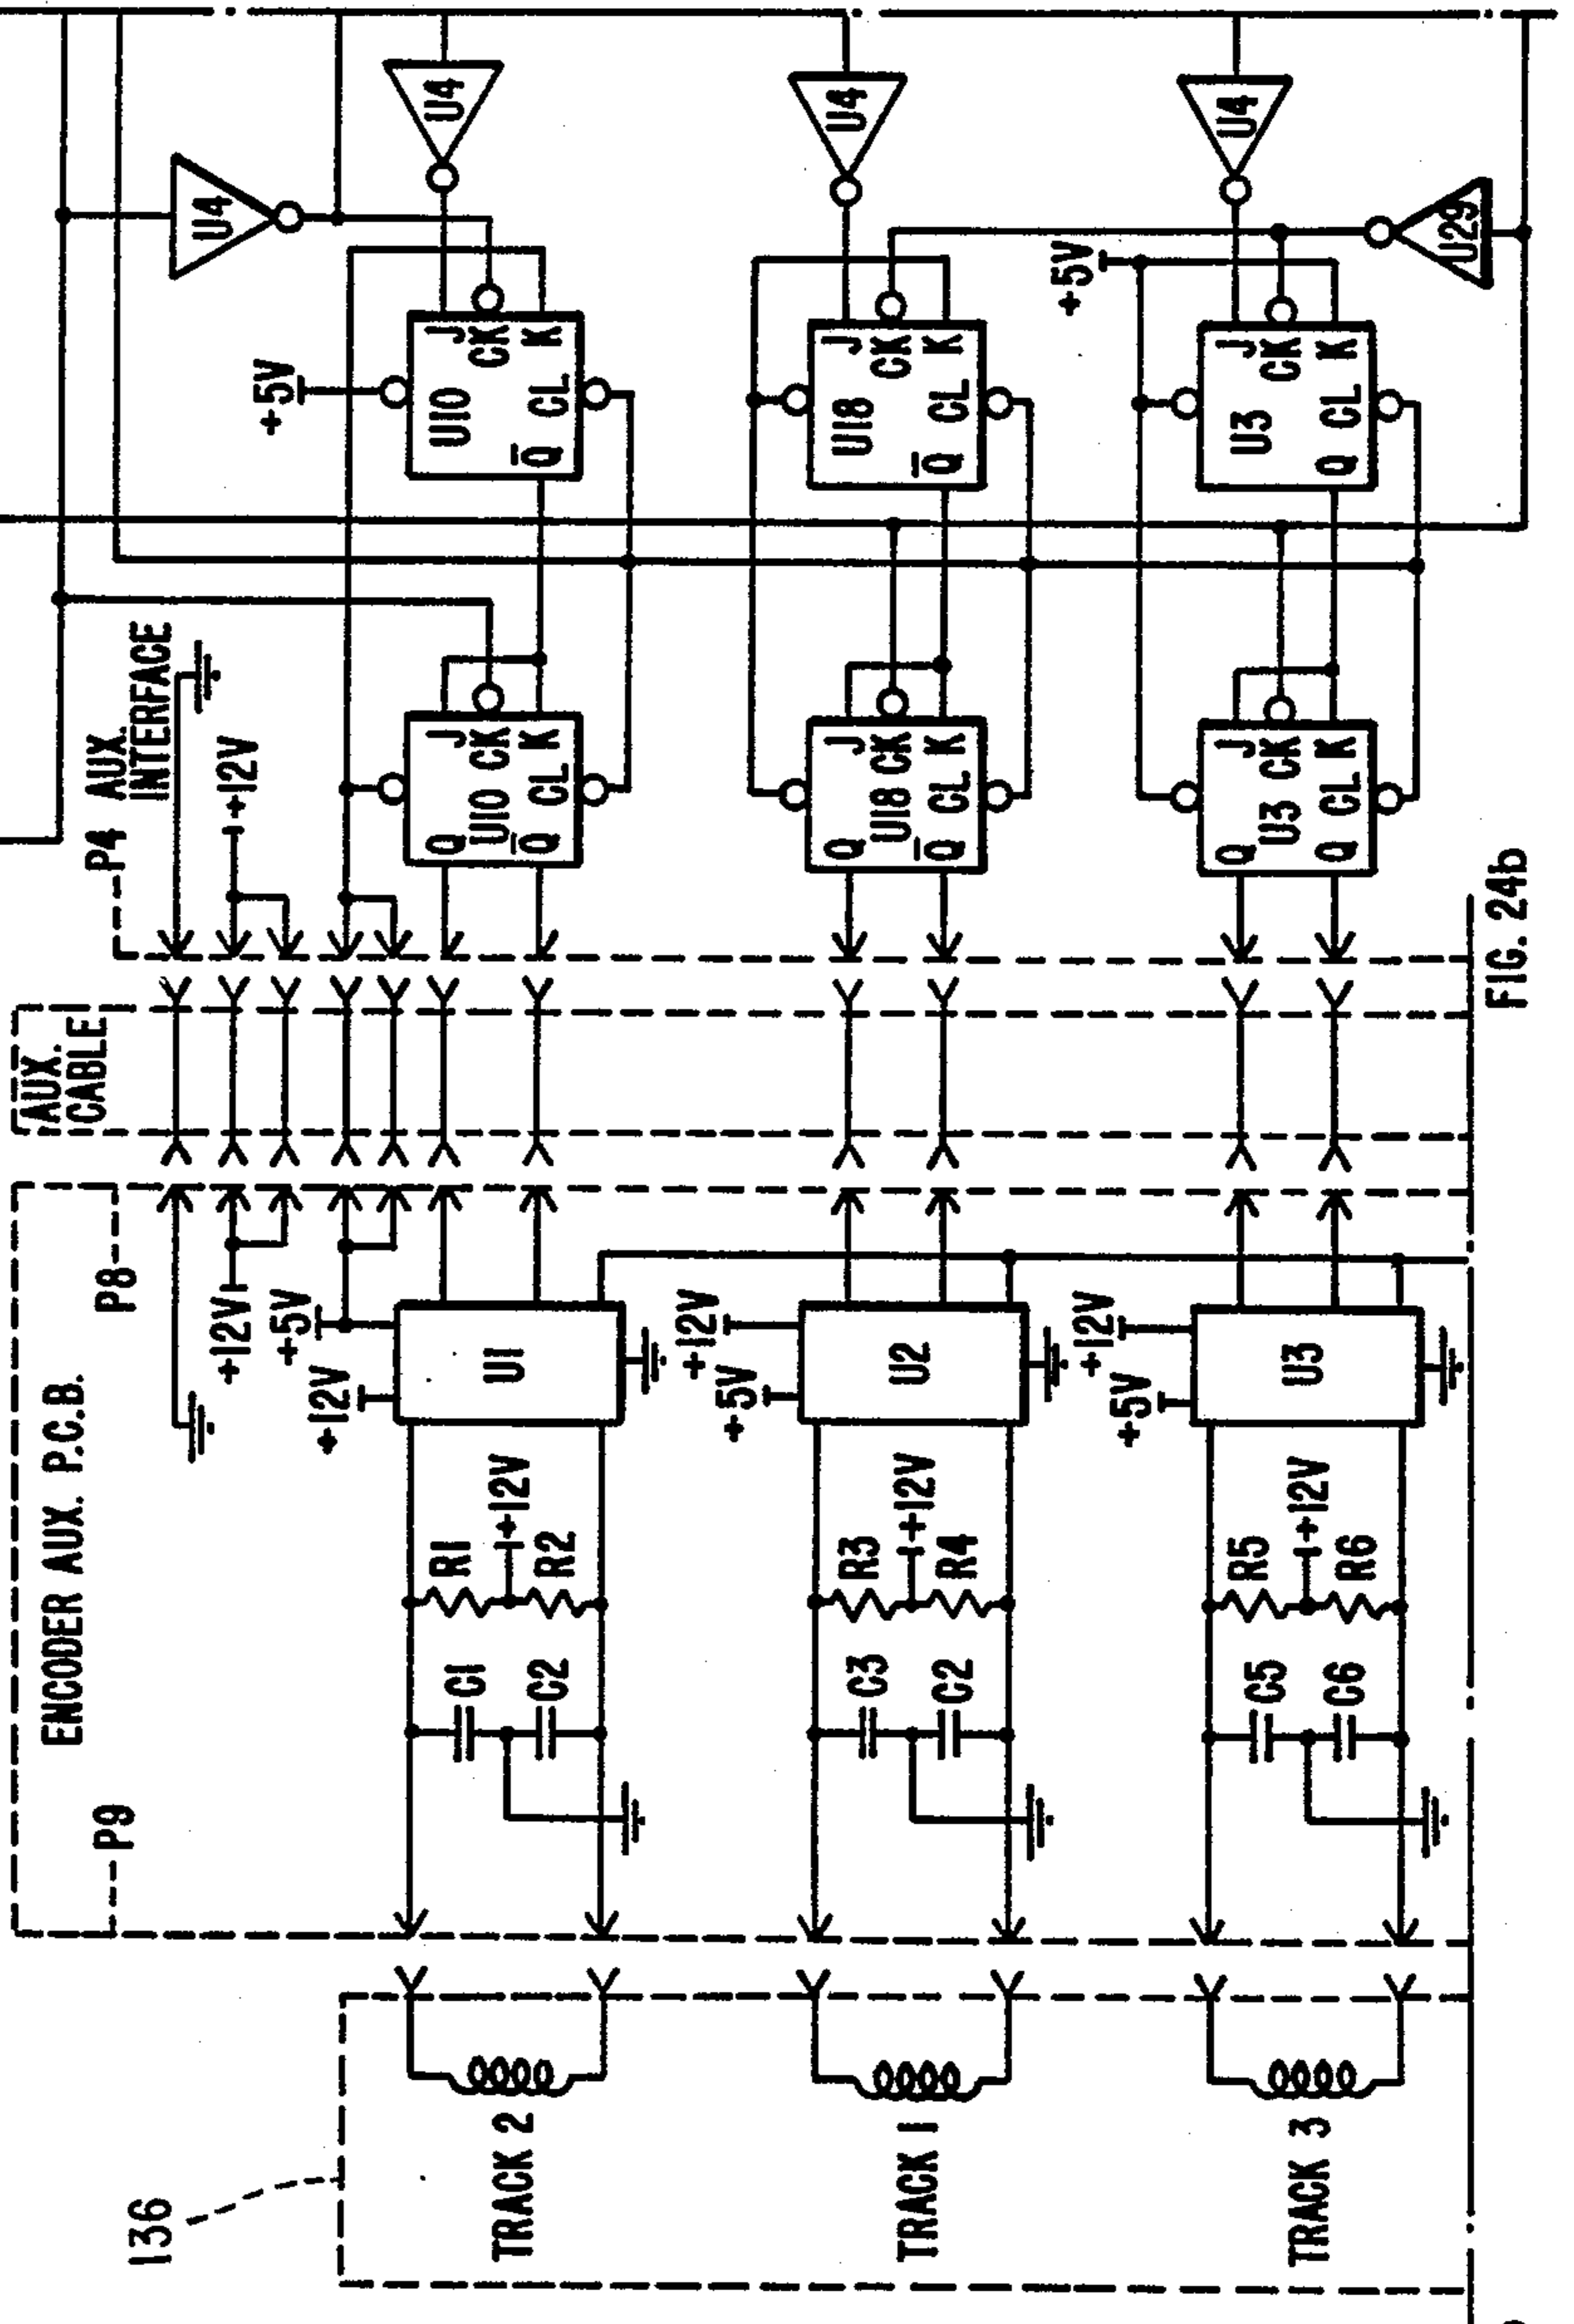 136
TRACK 2
TRACK 1
TRACK 3
ENCODER AUX. P.C.B.
P9
P8
+12V
+5V
+12V
C1
C2
R1
+12V
R2
U1
+12V
+5V
C3
C2
R3
+12V
R4
U2
+12V
+5V
C5
C6
R5
+12V
R6
U3
AUX.
CABLE
P4 AUX.
INTERFACE
+12V
Q J
U10 CK
Q̄ CL K
+5V
U10 J
CK
Q̄ CL K
U4
U4
Q J
U18 CK
Q̄ CL K
U18 J
CK
Q̄ CL K
U4
+5V
Q J
U3 CK
Q CL K
U3 J
CK
Q CL K
U4
U29
FIG. 24b